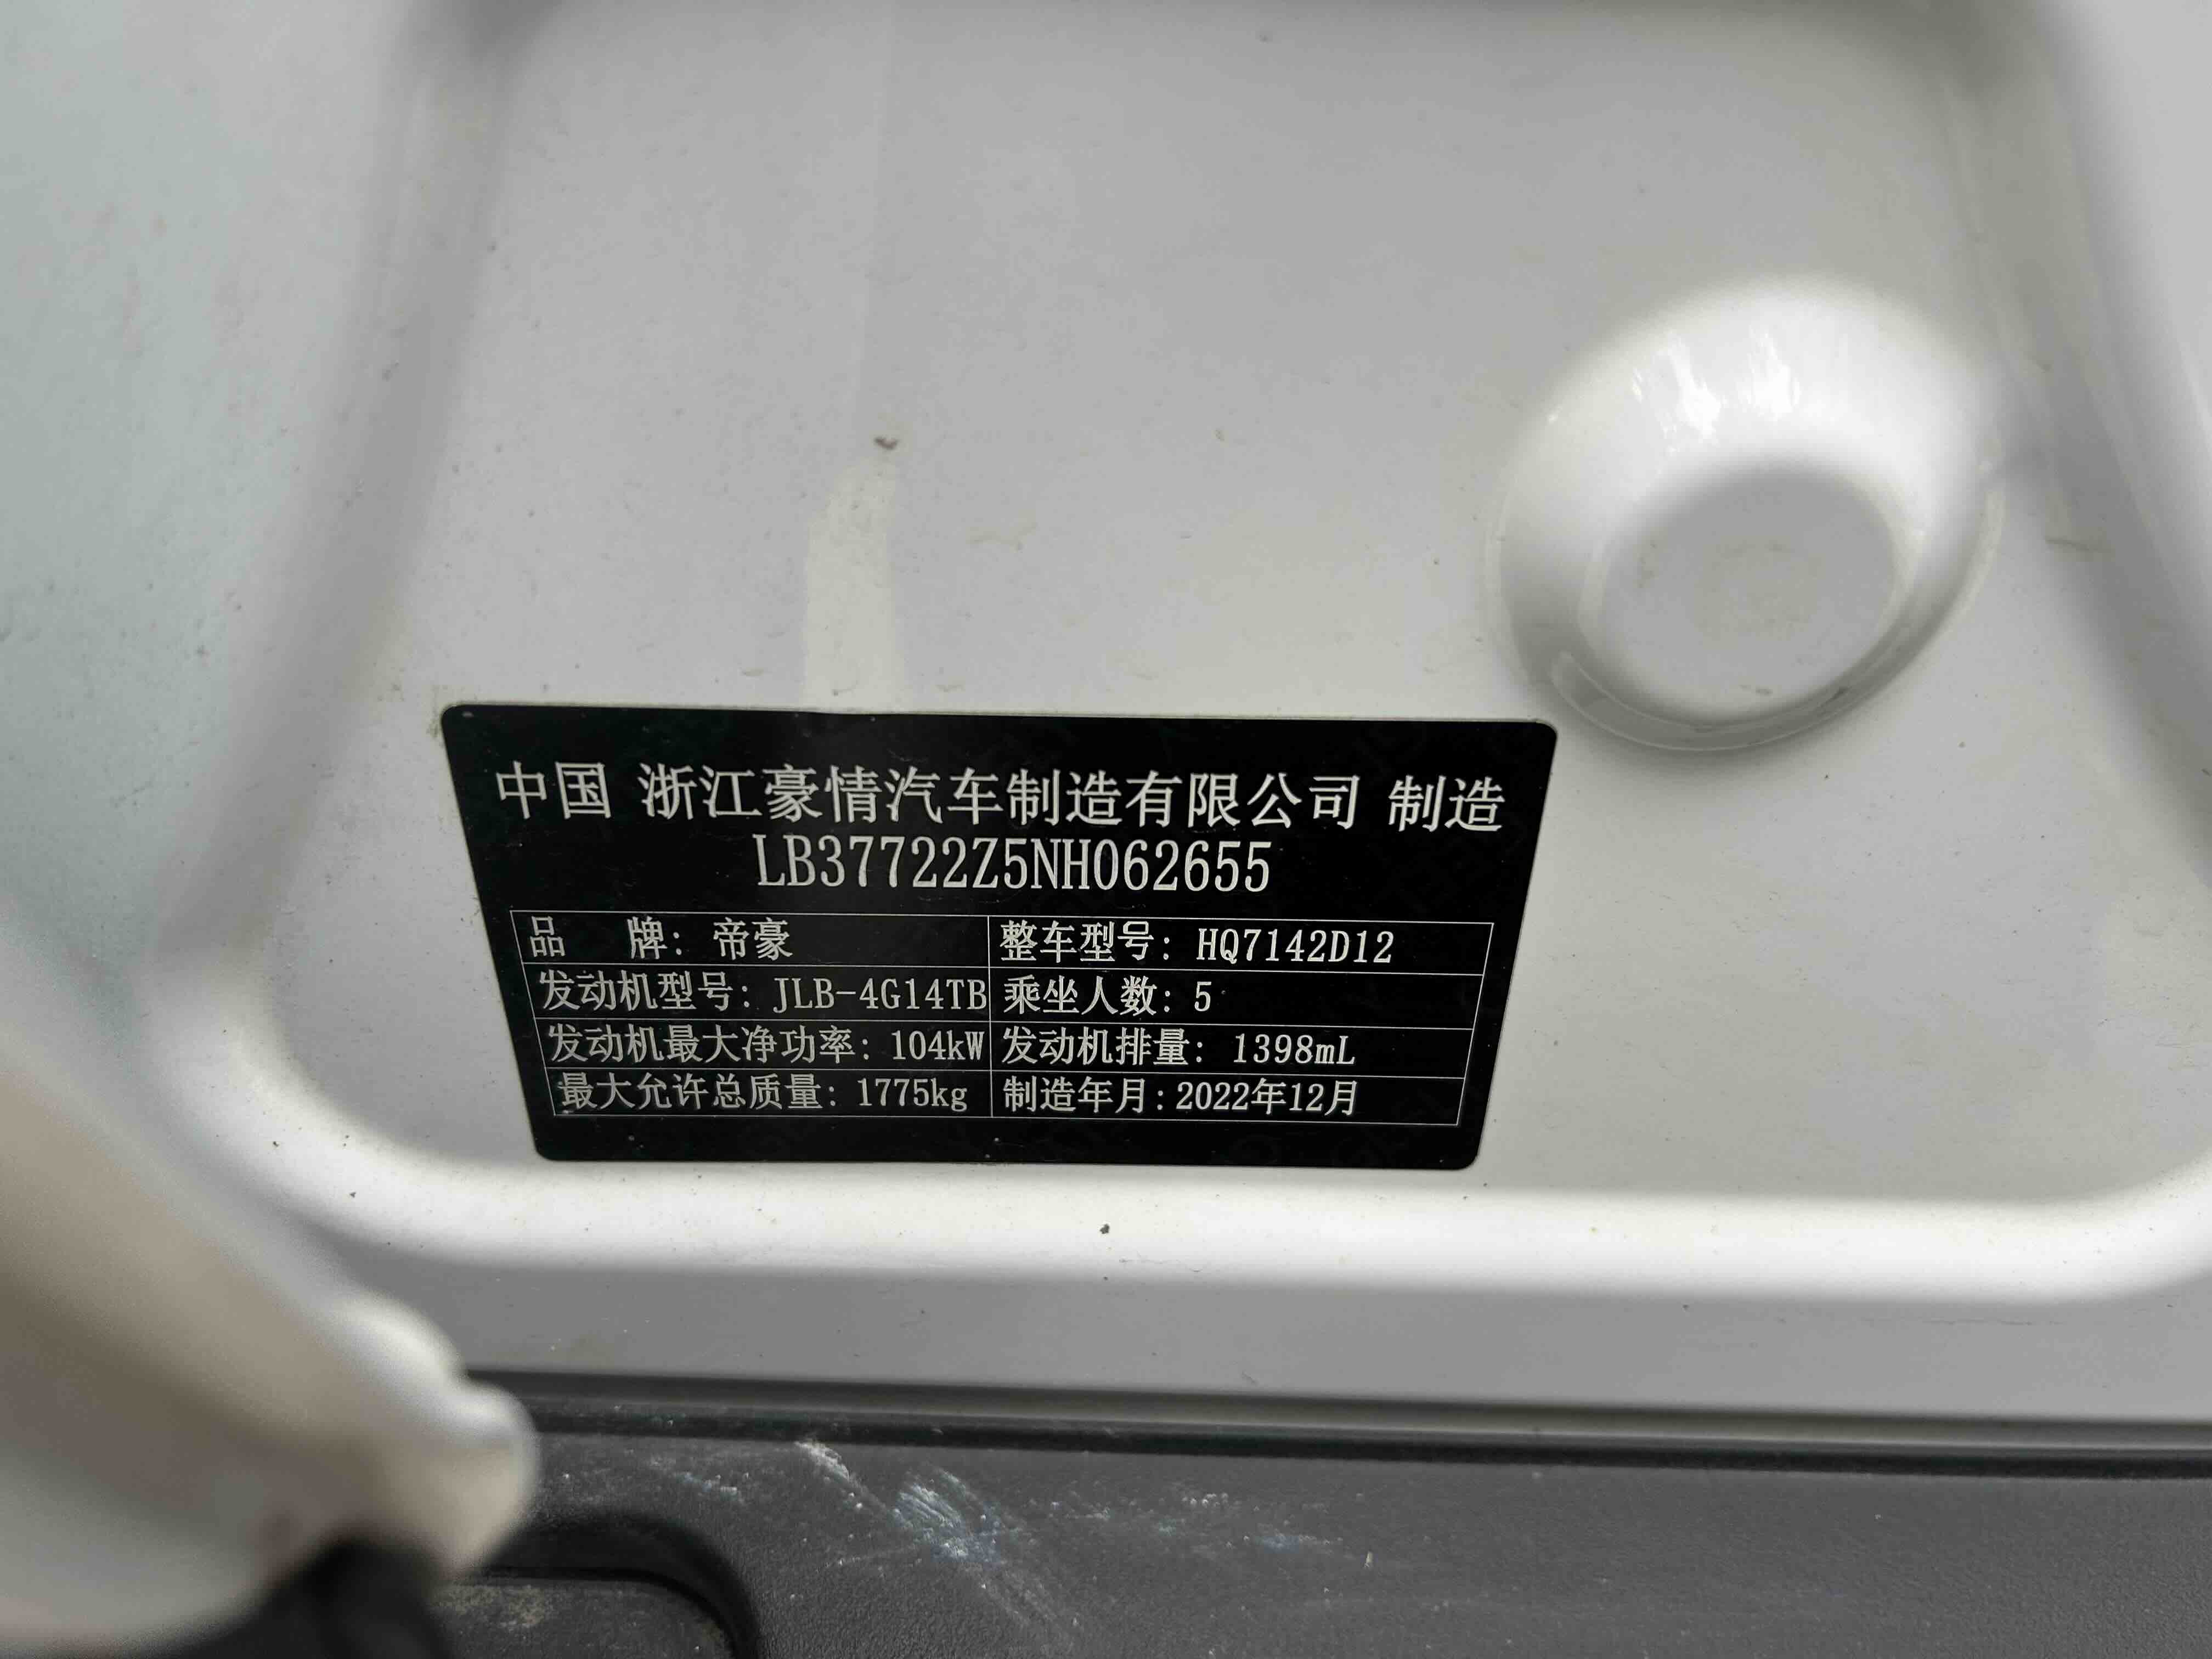 中国 浙江豪情汽车制造有限公司 制造
LB37722Z5NH062655
品 牌: 帝豪 整车型号: HQ7142D12
发动机型号: JLB-4G14TB 乘坐人数: 5
发动机最大净功率: 104kW 发动机排量: 1398mL
最大允许总质量: 1775kg 制造年月: 2022年12月